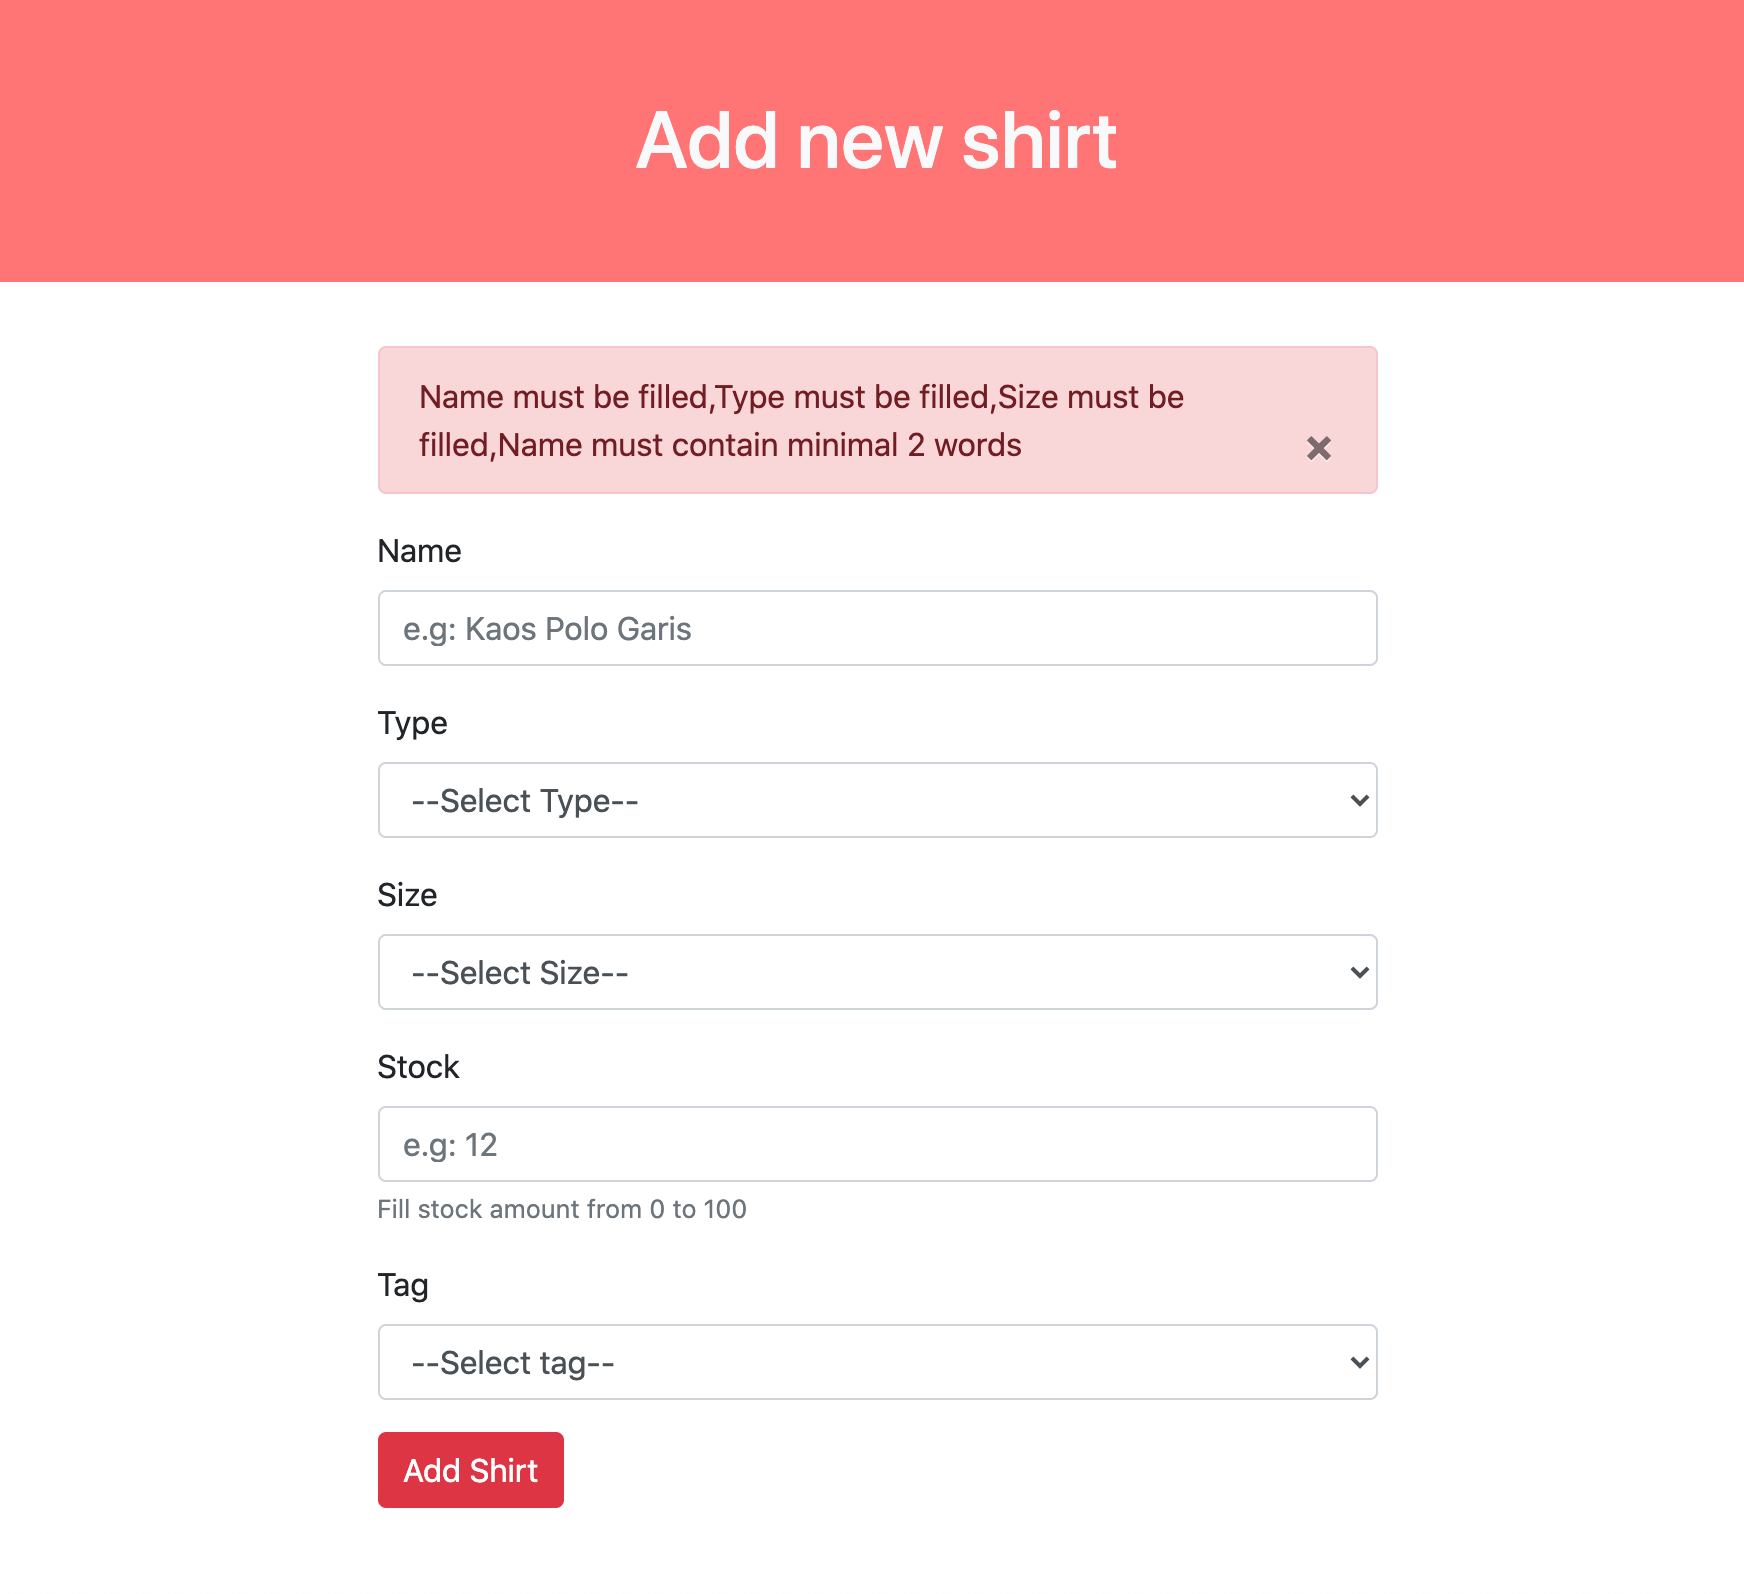 Add new shirt
Name must be filled,Type must be filled,Size must be
filled,Name must contain minimal 2 words
Name
e.g: Kaos Polo Garis
Type
--Select Type--
Size
--Select Size--
Stock
e.g: 12
Fill stock amount from 0 to 100
Tag
--Select tag--
Add Shirt